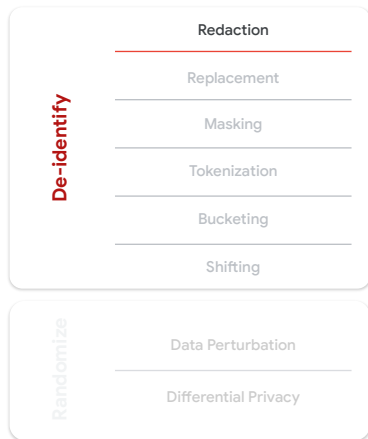 De-identify
Redaction
Replacement
Masking
Tokenization
Bucketing
Shifting
Randomize
Data Perturbation
Differential Privacy